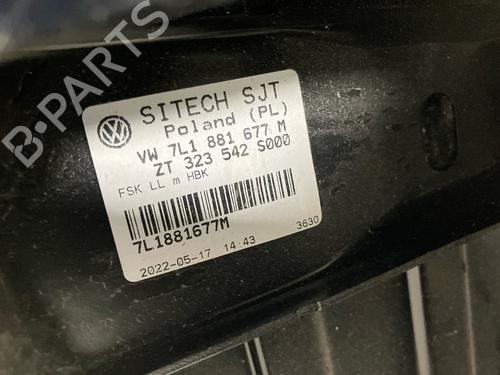 SITECH SJT
Poland (PL)
VW 7L1 881 677 M
ZT 323 542 S000
FSK LL m HBK
7L1881677M
2022-05-17 14:43
3630
B-PARTS